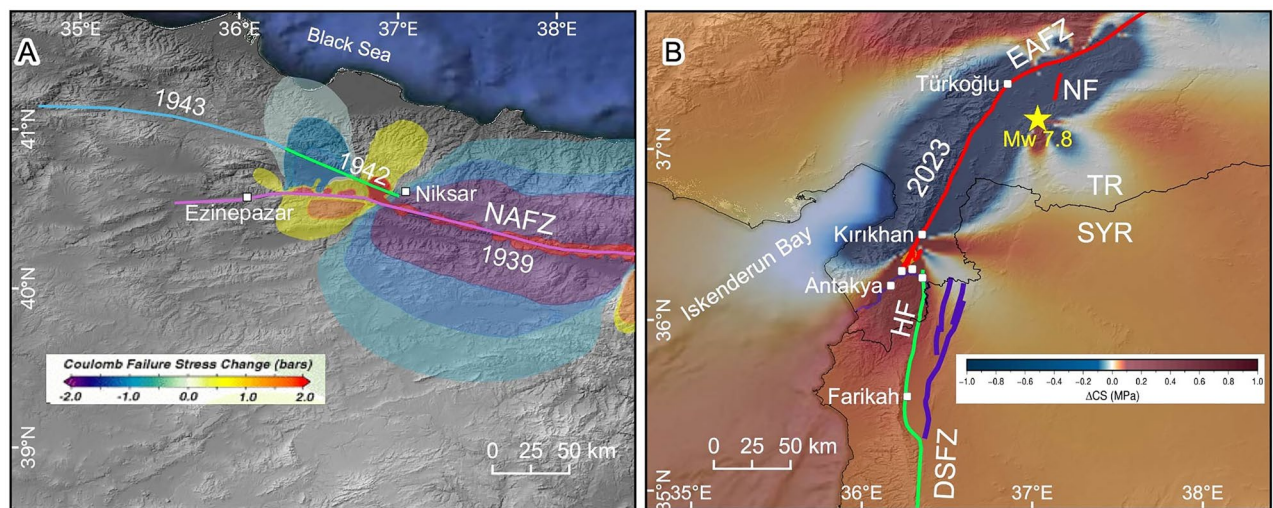 A
35°E
36°E
37°E
38°E
Black Sea
41°N
1943
1942
Niksar
Ezinepazar
NAFZ
1939
40°N
Coulomb Failure Stress Change (bars)
-2.0
-1.0
0.0
1.0
2.0
39°N
0 25 50 km
B
EAFZ
Türkoğlu
NF
Mw 7.8
37°N
2023
TR
SYR
Kırıkhan
Iskenderun Bay
Antakya
HF
36°N
-1.0 -0.8 -0.6 -0.4 -0.2 0.0 0.2 0.4 0.6 0.8 1.0
ΔCS (MPa)
Farikah
DSFZ
0 25 50 km
35°N
35°E
36°E
37°E
38°E